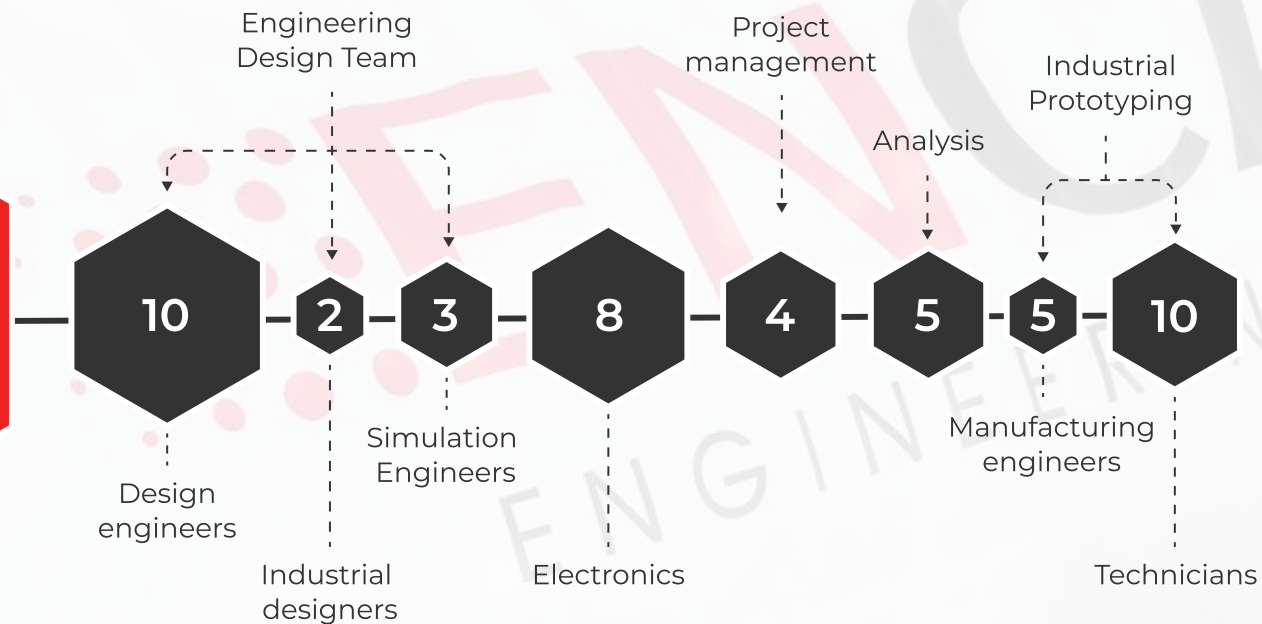 Engineering
Design Team
Project
management
Industrial
Prototyping
Analysis
10
2
3
8
4
5
5
10
Manufacturing
engineers
Simulation
Engineers
Design
engineers
Industrial
designers
Electronics
Technicians